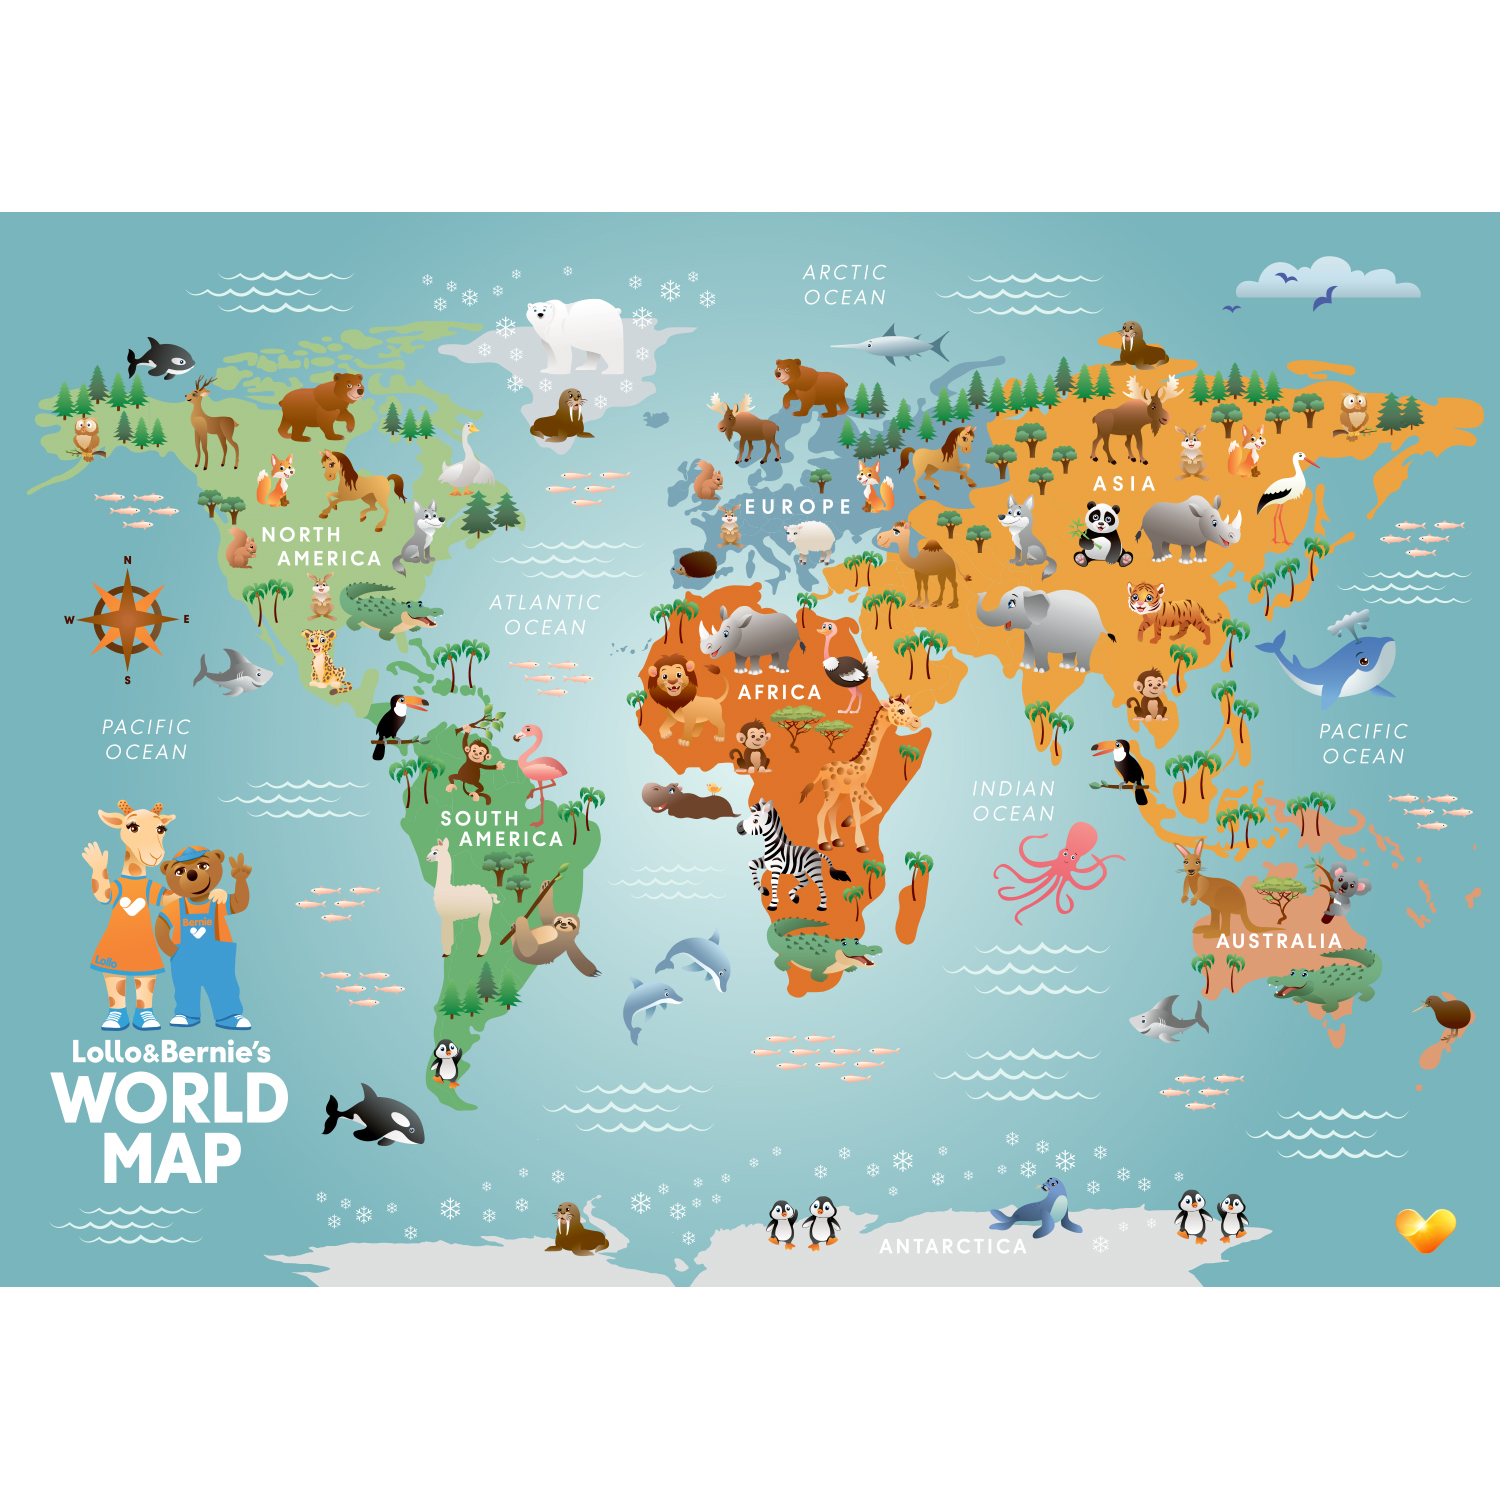 ARCTIC
OCEAN
EUROPE
ASIA
NORTH
AMERICA
N
W
E
S
ATLANTIC
OCEAN
AFRICA
PACIFIC
OCEAN
PACIFIC
OCEAN
INDIAN
OCEAN
SOUTH
AMERICA
Bernie
Lollo
AUSTRALIA
Lollo&Bernie's
WORLD
MAP
ANTARCTICA